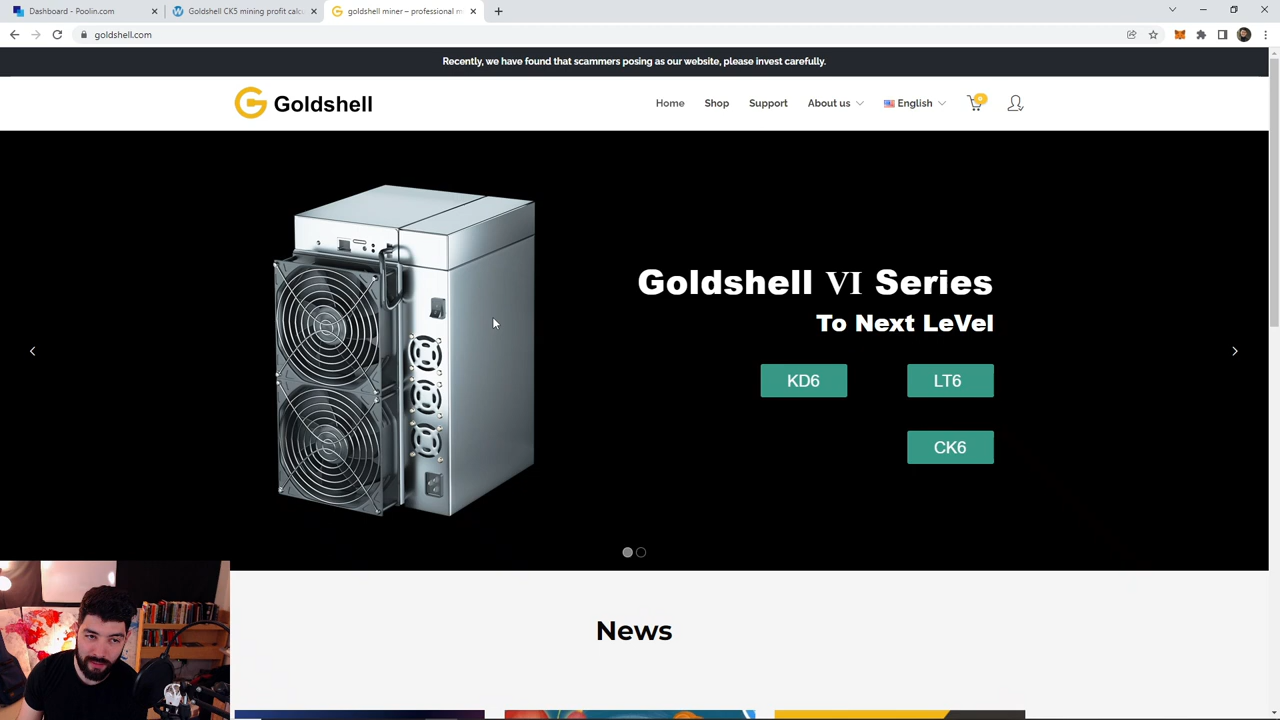 Dashboard - Poolin.com
Goldshell CK5 mining profit calc
goldshell miner – professional m
goldshell.com
Recently, we have found that scammers posing as our website, please invest carefully.
Goldshell
Home
Shop
Support
About us
English
0
Goldshell VI Series
To Next LeVel
KD6
LT6
CK6
News